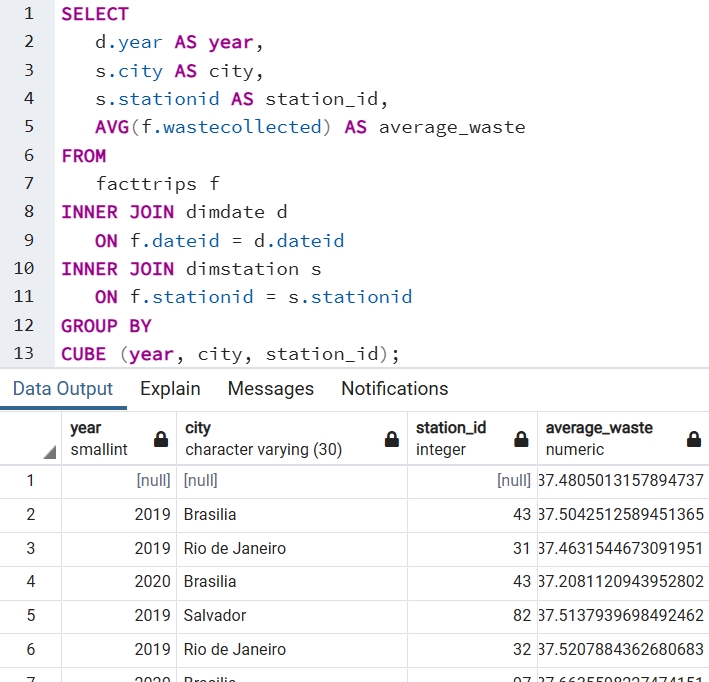 1 SELECT
2 d.year AS year,
3 s.city AS city,
4 s.stationid AS station_id,
5 AVG(f.wastecollected) AS average_waste
6 FROM
7 facttrips f
8 INNER JOIN dimdate d
9 ON f.dateid = d.dateid
10 INNER JOIN dimstation s
11 ON f.stationid = s.stationid
12 GROUP BY
13 CUBE (year, city, station_id);
Data Output Explain Messages Notifications
year city station_id average_waste
smallint character varying (30) integer numeric
1 [null] [null] [null] 37.4805013157894737
2 2019 Brasilia 43 37.5042512589451365
3 2019 Rio de Janeiro 31 37.4631544673091951
4 2020 Brasilia 43 37.2081120943952802
5 2019 Salvador 82 37.5137939698492462
6 2019 Rio de Janeiro 32 37.5207884362680683
7 2020 Brasilia